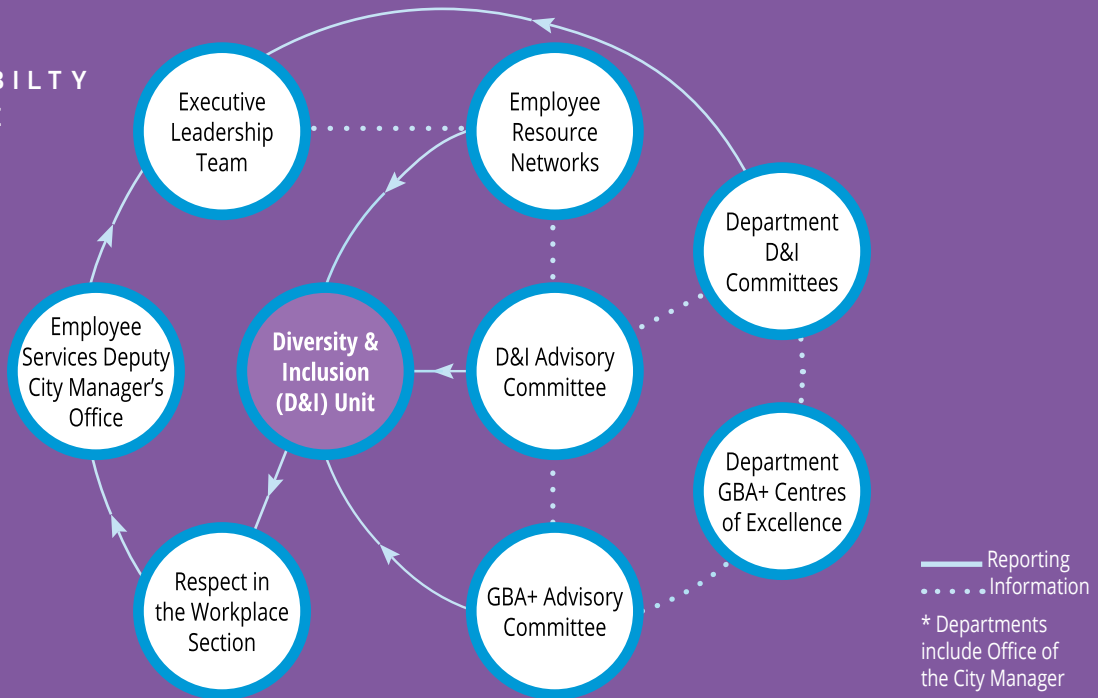 BILTY
Executive
Leadership
Team
Employee
Resource
Networks
Department
D&I
Committees
Employee
Services Deputy
City Manager’s
Office
Diversity &
Inclusion
(D&I) Unit
D&I Advisory
Committee
Department
GBA+ Centres
of Excellence
Respect in
the Workplace
Section
GBA+ Advisory
Committee
Reporting
Information
* Departments
include Office of
the City Manager